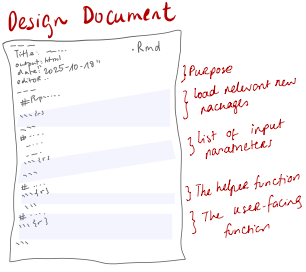 Design Document
---
Title: ~...
output: html
date: "2025-10-18"
editor..
---
.Rmd
#
```{r}
```
# ....
```{r}
# ....
```{r}
# ....
```{r}
```
}Purpose
}Load relevant new
packages
}List of input
parameters
}The helper function
}The user-facing
function